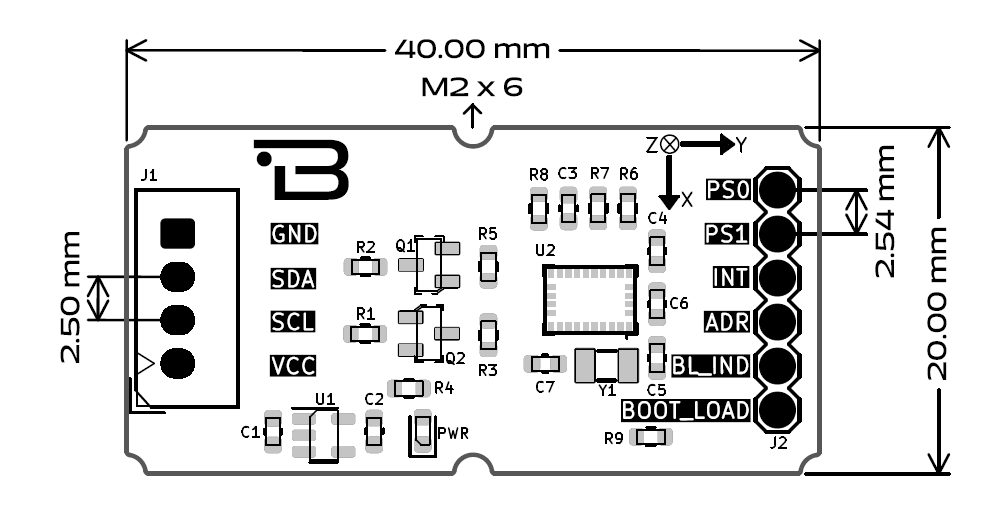 40.00 mm
M2 x 6
J1
Z
Y
X
R8 C3 R7 R6
C4
PS0
PS1
INT
ADR
BL_IND
BOOT_LOAD
J2
2.54 mm
20.00 mm
2.50 mm
GND
SDA
SCL
VCC
R2
Q1
R5
U2
R1
Q2
R3
C6
C7
Y1
C5
R4
U1
C2
C1
PWR
R9